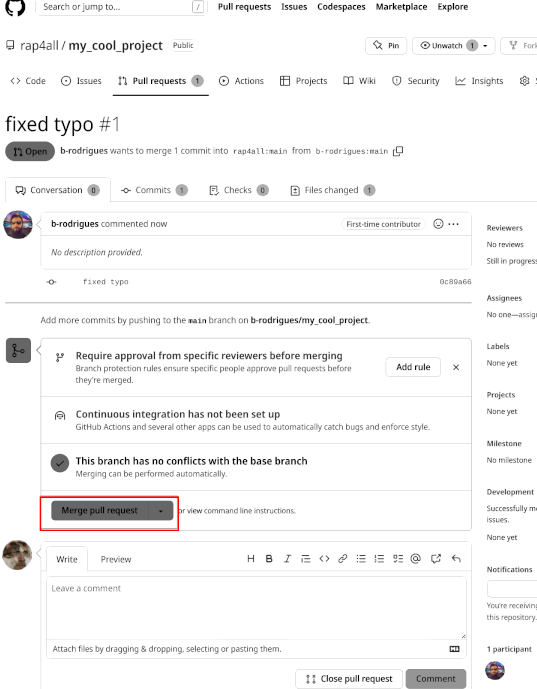 Search or jump to... /
Pull requests Issues Codespaces Marketplace Explore
rap4all / my_cool_project Public
Pin Unwatch 1 Fork
Code Issues Pull requests 1 Actions Projects Wiki Security Insights
fixed typo #1
Open b-rodrigues wants to merge 1 commit into rap4all:main from b-rodrigues:main
Conversation 0 Commits 1 Checks 0 Files changed 1
b-rodrigues commented now First-time contributor
No description provided.
fixed typo 0c89a66
Add more commits by pushing to the main branch on b-rodrigues/my_cool_project.
Require approval from specific reviewers before merging
Branch protection rules ensure specific people approve pull requests before
they're merged.
Add rule
Continuous integration has not been set up
GitHub Actions and several other apps can be used to automatically catch bugs and enforce style.
This branch has no conflicts with the base branch
Merging can be performed automatically.
Merge pull request or view command line instructions.
Write Preview
H B I
Leave a comment
Attach files by dragging & dropping, selecting or pasting them.
Close pull request Comment
Reviewers
No reviews
Still in progress
Assignees
No one—assig
Labels
None yet
Projects
None yet
Milestone
No milestone
Development
Successfully m
issues.
None yet
Notifications
You're receiving
this repository.
1 participant